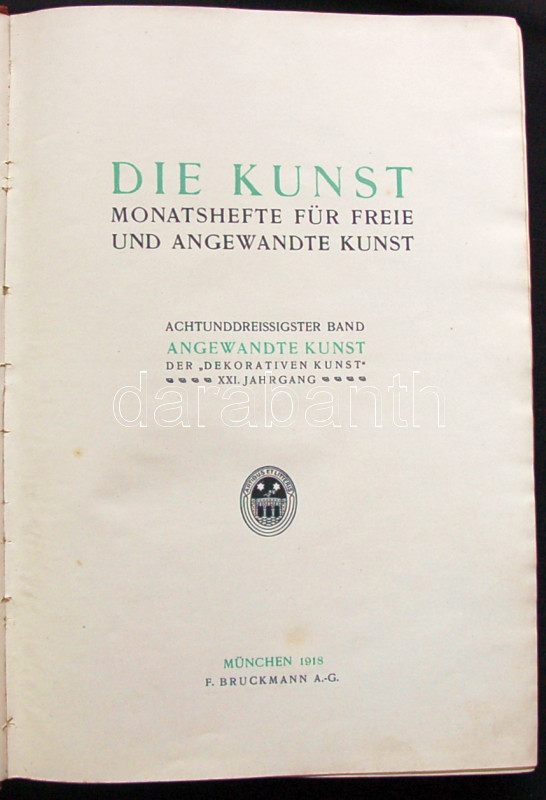 DIE KUNST
MONATSHEFTE FÜR FREIE
UND ANGEWANDTE KUNST
ACHTUNDDREISSIGSTER BAND
ANGEWANDTE KUNST
DER „DEKORATIVEN KUNST“
XXI. JAHRGANG
darabanth
MÜNCHEN 1918
F. BRUCKMANN A.-G.